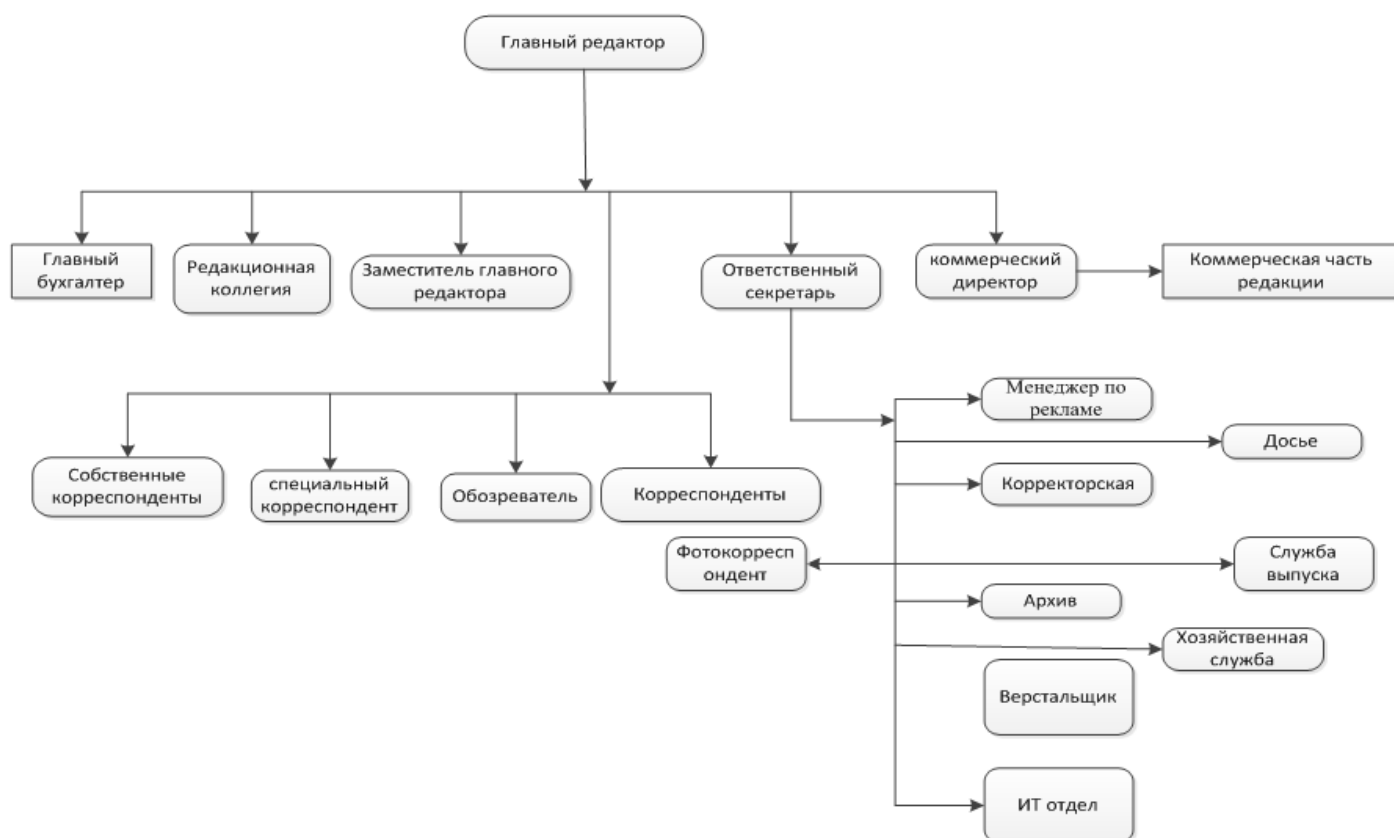 Главный редактор
Главный
бухгалтер
Редакционная
коллегия
Заместитель главного
редактора
Ответственный
секретарь
коммерческий
директор
Коммерческая часть
редакции
Менеджер по
рекламе
Досье
Собственные
корреспонденты
специальный
корреспондент
Обозреватель
Корреспонденты
Корректорская
Фотокорресп
ондент
Служба
выпуска
Архив
Хозяйственная
служба
Верстальщик
ИТ отдел